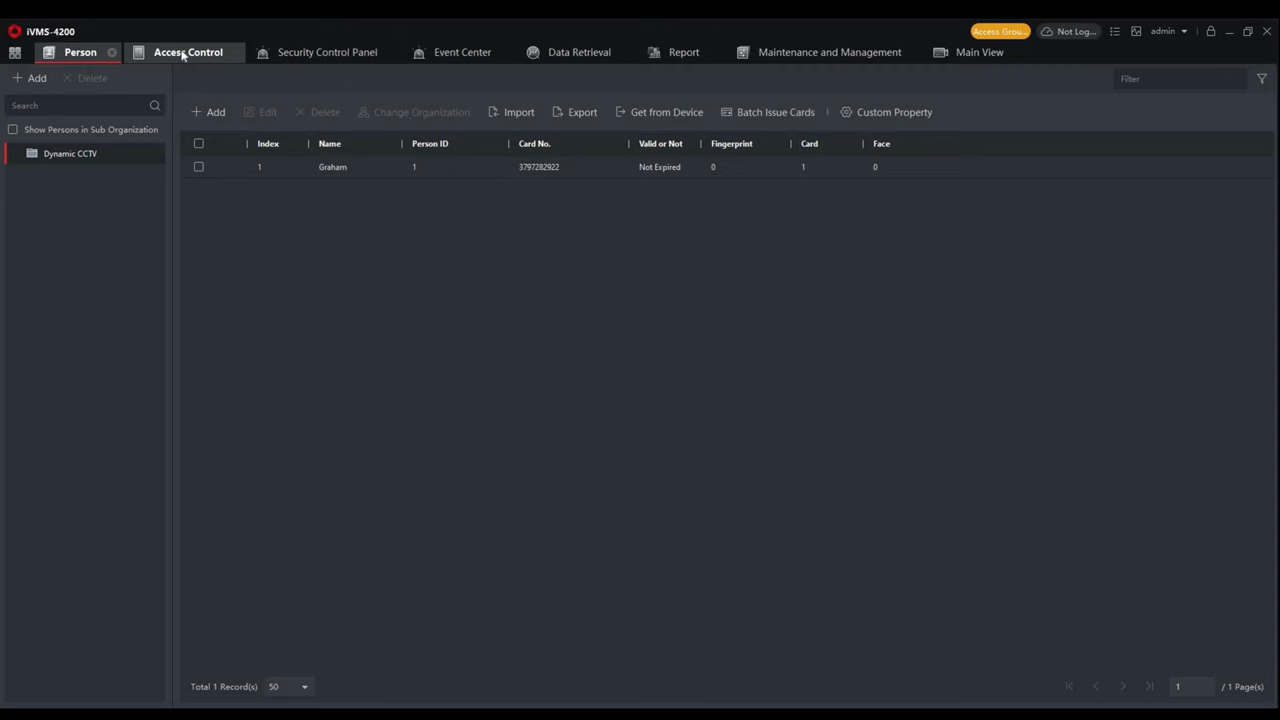 iVMS-4200
Access Grou... Not Log... admin
Person Access Control Security Control Panel Event Center Data Retrieval Report Maintenance and Management Main View
Add Delete
Filter
Search
Add Edit Delete Change Organization Import Export Get from Device Batch Issue Cards Custom Property
Show Persons in Sub Organization
Index Name Person ID Card No. Valid or Not Fingerprint Card Face
Dynamic CCTV
1 Graham 1 3797282922 Not Expired 0 1 0
Total 1 Record(s) 50 1 / 1 Page(s)